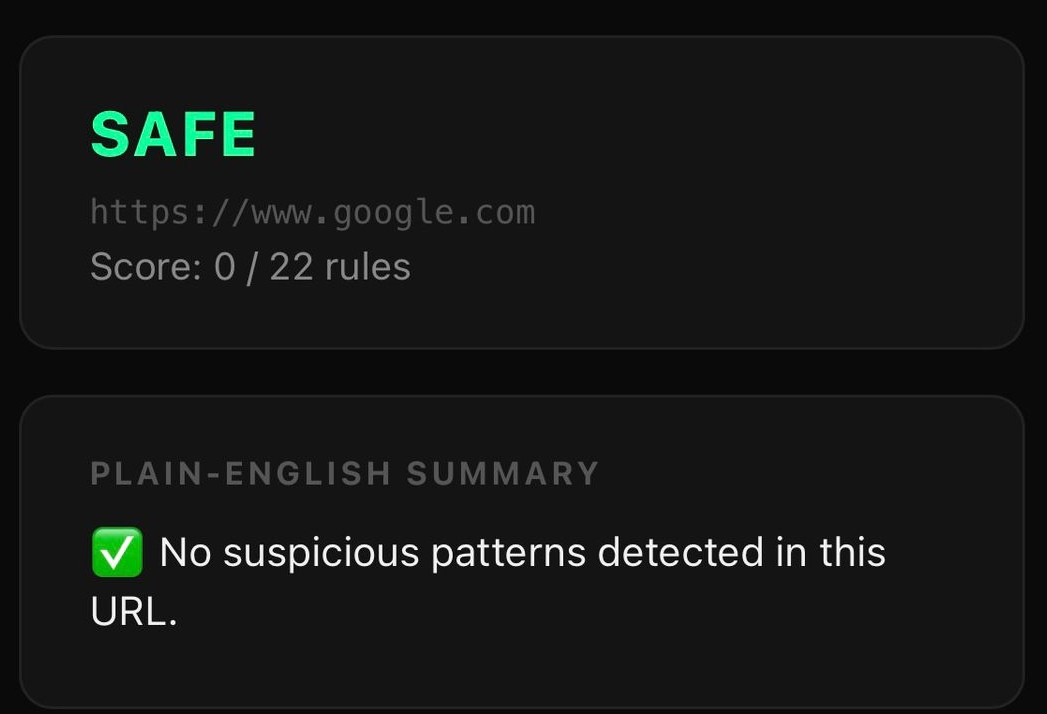 SAFE
https://www.google.com
Score: 0 / 22 rules
PLAIN-ENGLISH SUMMARY
✅ No suspicious patterns detected in this
URL.